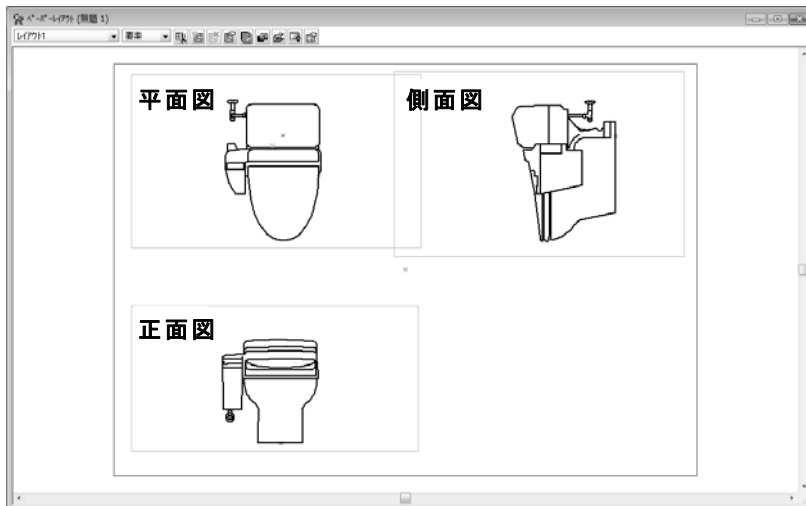 ペーパーレイアウト (無題 1)
レイアウト1
標準
平面図
側面図
正面図